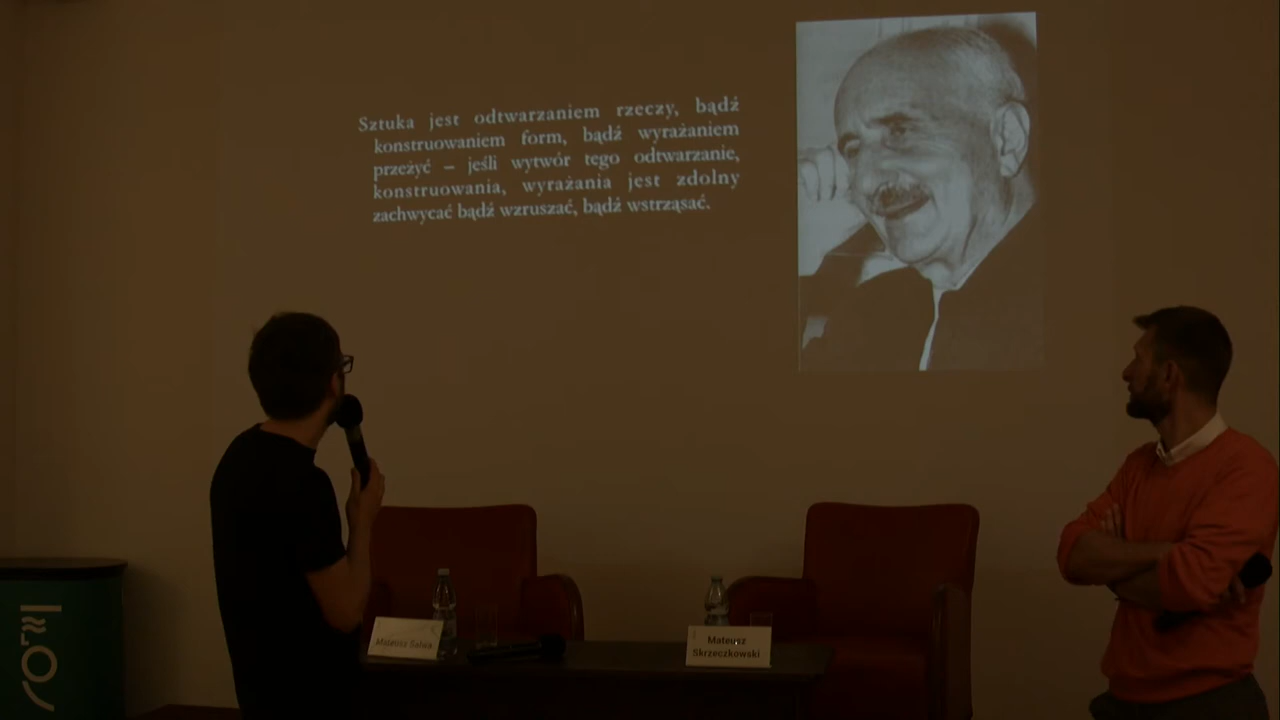 Sztuka jest odtwarzaniem rzeczy, bądź
konstruowaniem form, bądź wyrażaniem
przeżyć – jeśli wytwór tego odtwarzanie,
konstruowania, wyrażania jest zdolny
zachwycać bądź wzruszać, bądź wstrząsać.
Mateusz Salwa
Mateusz
Skrzeczkowski